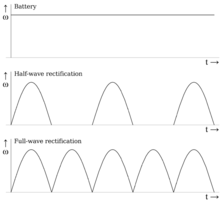 ↑ Battery
ω
t →
↑ Half-wave rectification
ω
t →
↑ Full-wave rectification
ω
t →